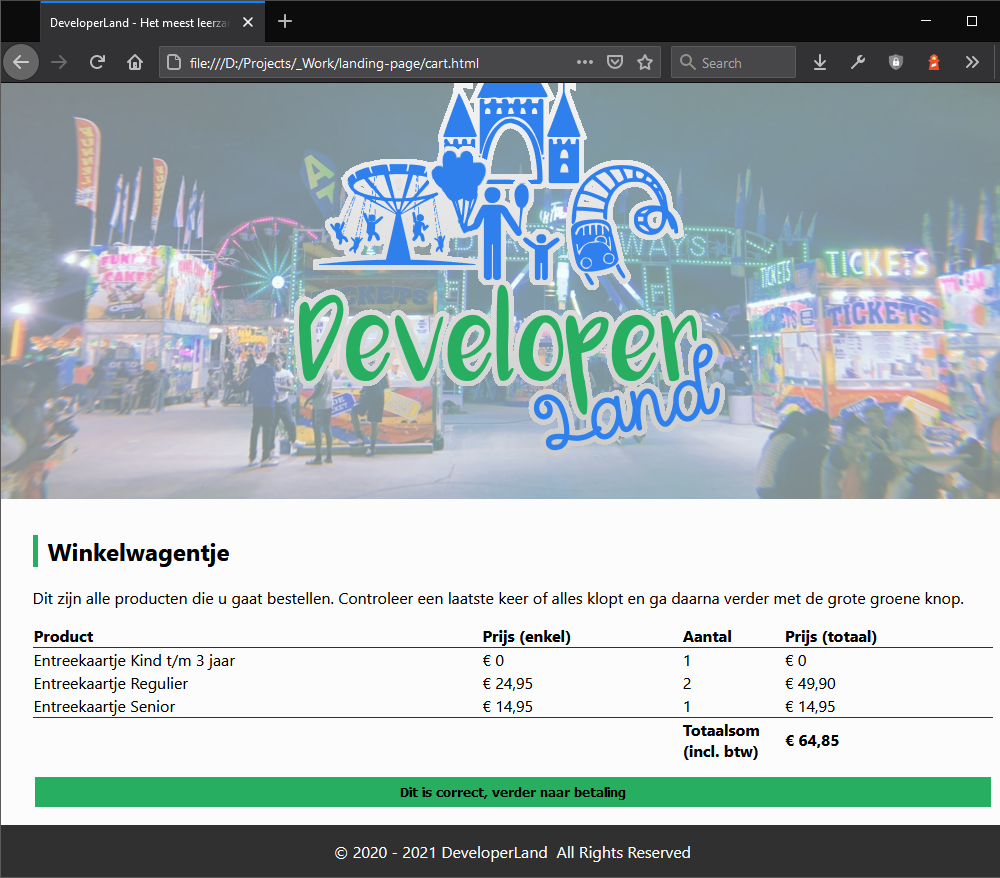 DeveloperLand - Het meest leerza
file:///D:/Projects/_Work/landing-page/cart.html
Search
FUNNEL
A
TICKETS
TICKETS
TICKETS
TICKETS
CAKES
Developer
Land
Winkelwagentje
Dit zijn alle producten die u gaat bestellen. Controleer een laatste keer of alles klopt en ga daarna verder met de grote groene knop.
Product Prijs (enkel) Aantal Prijs (totaal)
Entreekaartje Kind t/m 3 jaar € 0 1 € 0
Entreekaartje Regulier € 24,95 2 € 49,90
Entreekaartje Senior € 14,95 1 € 14,95
Totaalsom (incl. btw) € 64,85
Dit is correct, verder naar betaling
© 2020 - 2021 DeveloperLand All Rights Reserved